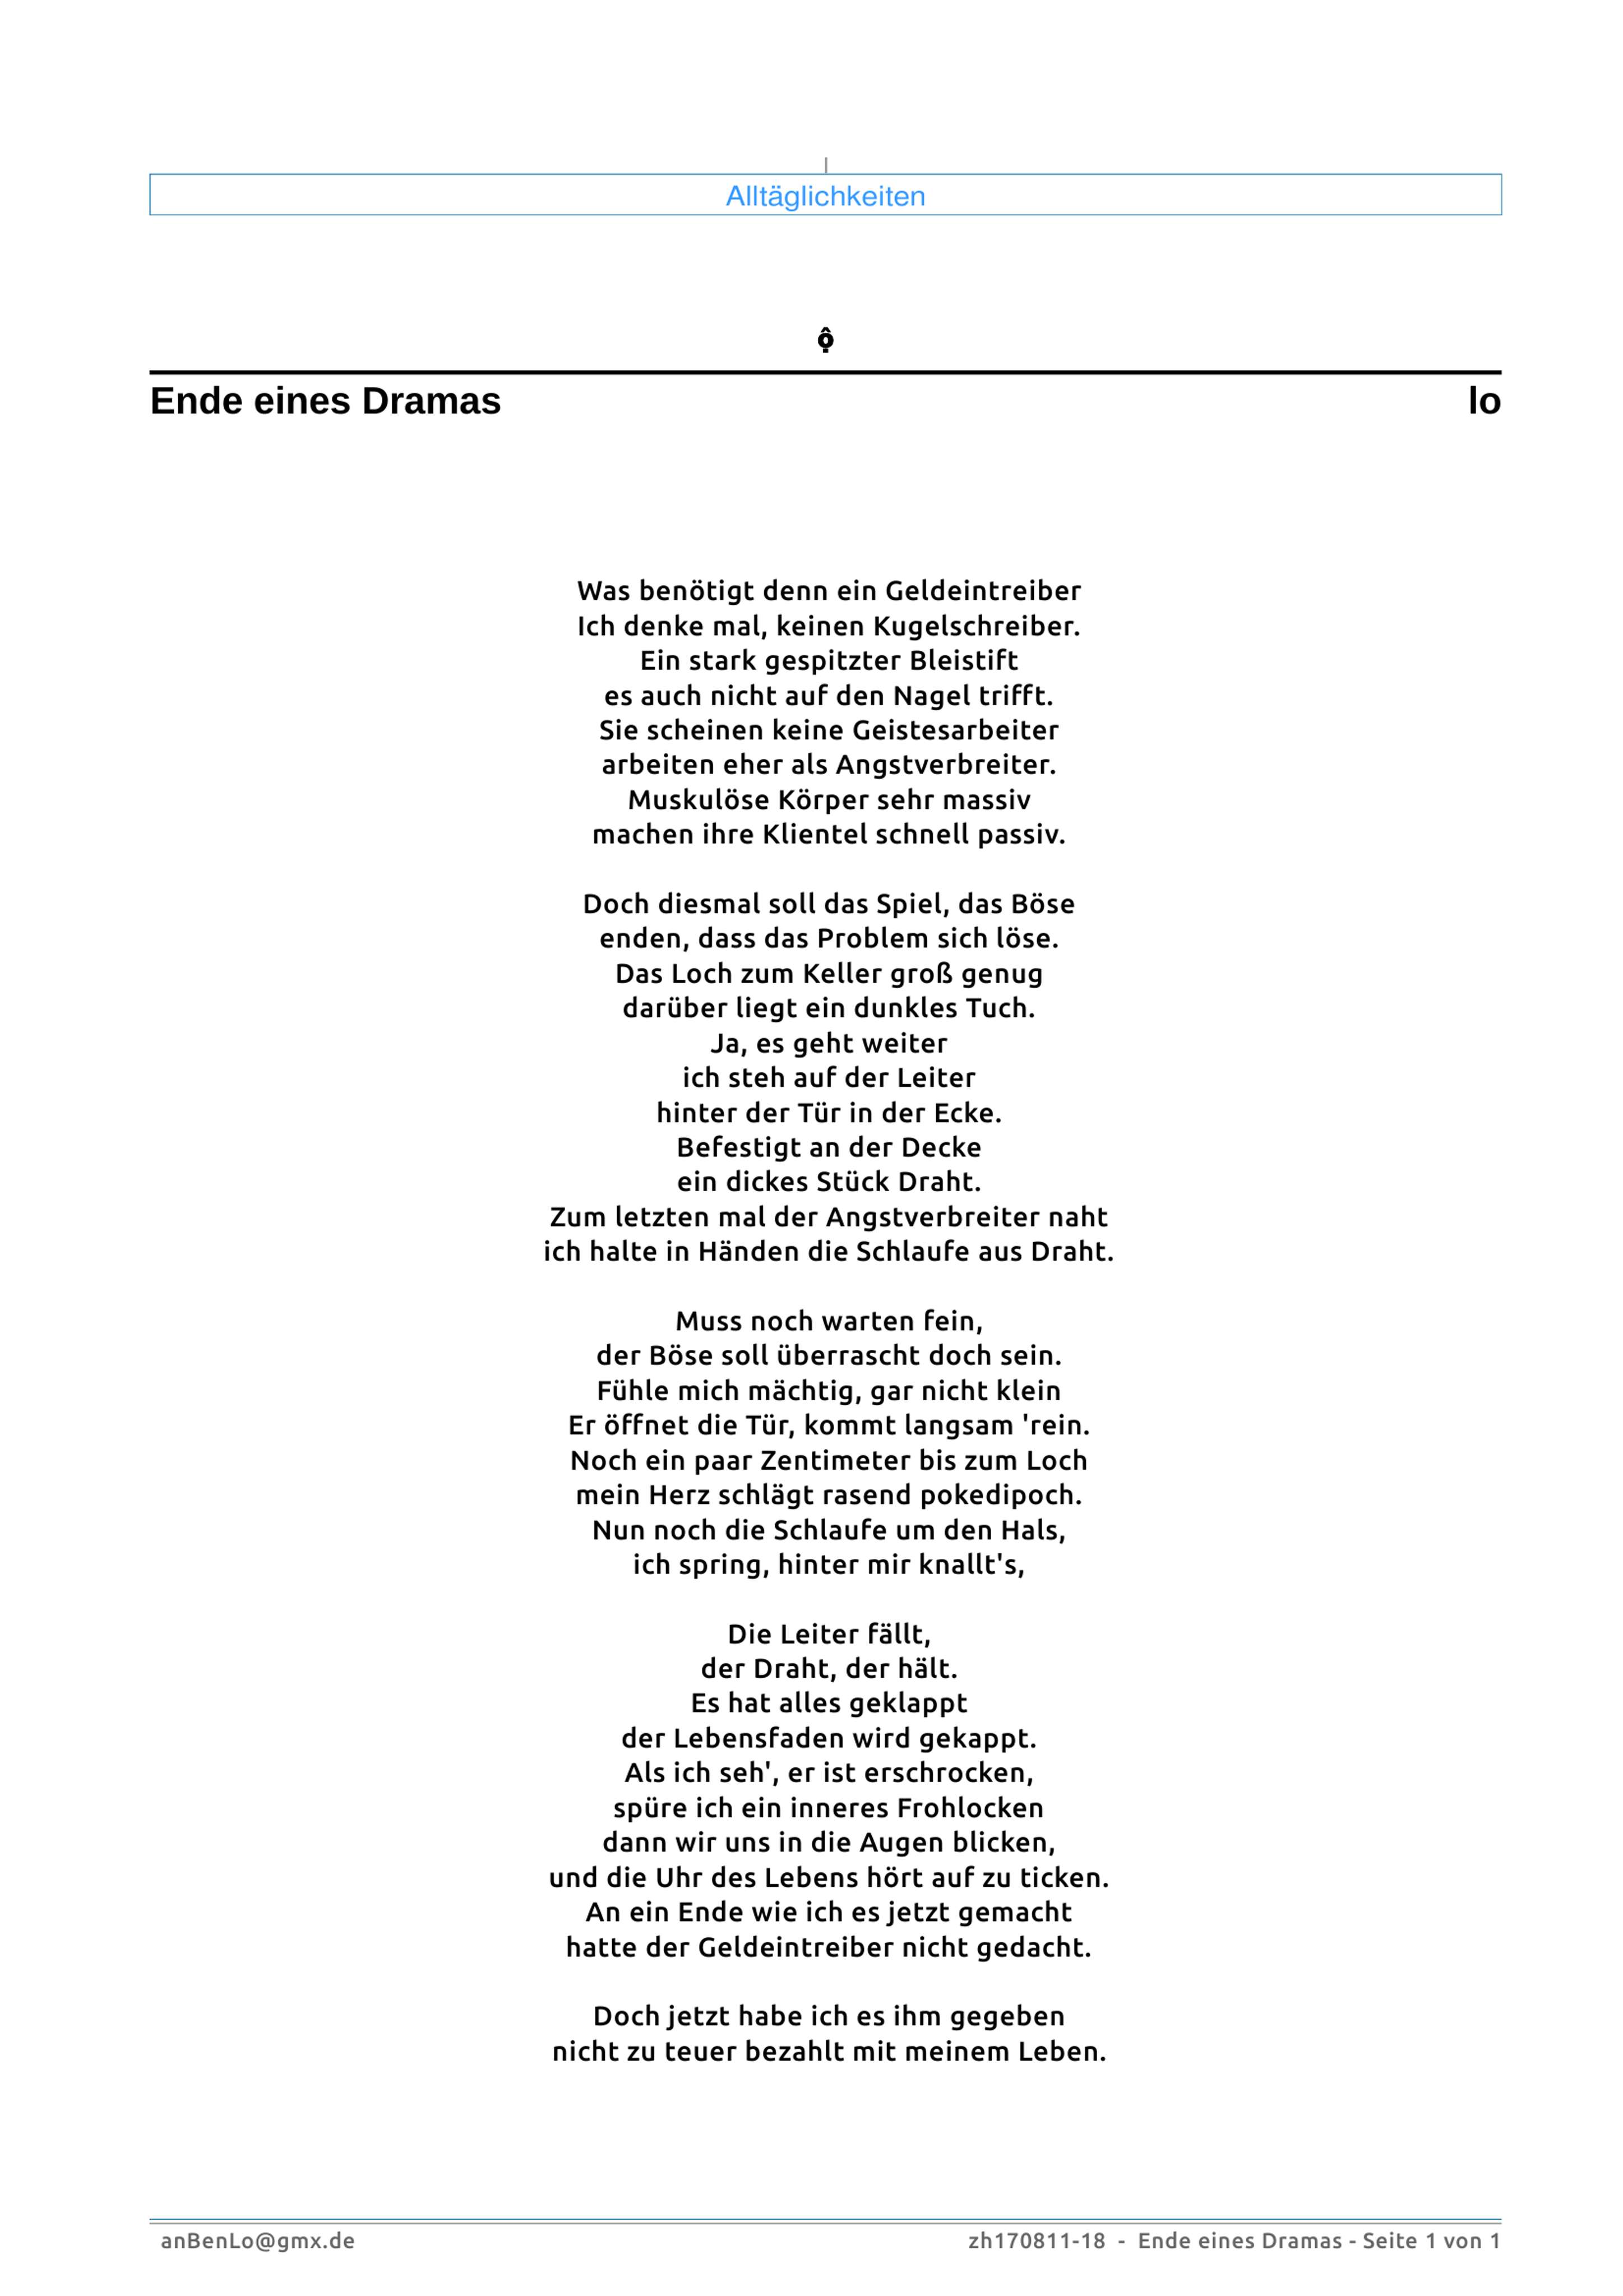 Alltäglichkeiten
Ende eines Dramas lo
Was benötigt denn ein Geldeintreiber
Ich denke mal, keinen Kugelschreiber.
Ein stark gespitzter Bleistift
es auch nicht auf den Nagel trifft.
Sie scheinen keine Geistesarbeiter
arbeiten eher als Angstverbreiter.
Muskulöse Körper sehr massiv
machen ihre Klientel schnell passiv.
Doch diesmal soll das Spiel, das Böse
enden, dass das Problem sich löse.
Das Loch zum Keller groß genug
darüber liegt ein dunkles Tuch.
Ja, es geht weiter
ich steh auf der Leiter
hinter der Tür in der Ecke.
Befestigt an der Decke
ein dickes Stück Draht.
Zum letzten mal der Angstverbreiter naht
ich halte in Händen die Schlaufe aus Draht.
Muss noch warten fein,
der Böse soll überrascht doch sein.
Fühle mich mächtig, gar nicht klein
Er öffnet die Tür, kommt langsam 'rein.
Noch ein paar Zentimeter bis zum Loch
mein Herz schlägt rasend pokedipoch.
Nun noch die Schlaufe um den Hals,
ich spring, hinter mir knallt's,
Die Leiter fällt,
der Draht, der hält.
Es hat alles geklappt
der Lebensfaden wird gekappt.
Als ich seh', er ist erschrocken,
spüre ich ein inneres Frohlocken
dann wir uns in die Augen blicken,
und die Uhr des Lebens hört auf zu ticken.
An ein Ende wie ich es jetzt gemacht
hatte der Geldeintreiber nicht gedacht.
Doch jetzt habe ich es ihm gegeben
nicht zu teuer bezahlt mit meinem Leben.
anBenLo@gmx.de zh170811-18 - Ende eines Dramas - Seite 1 von 1